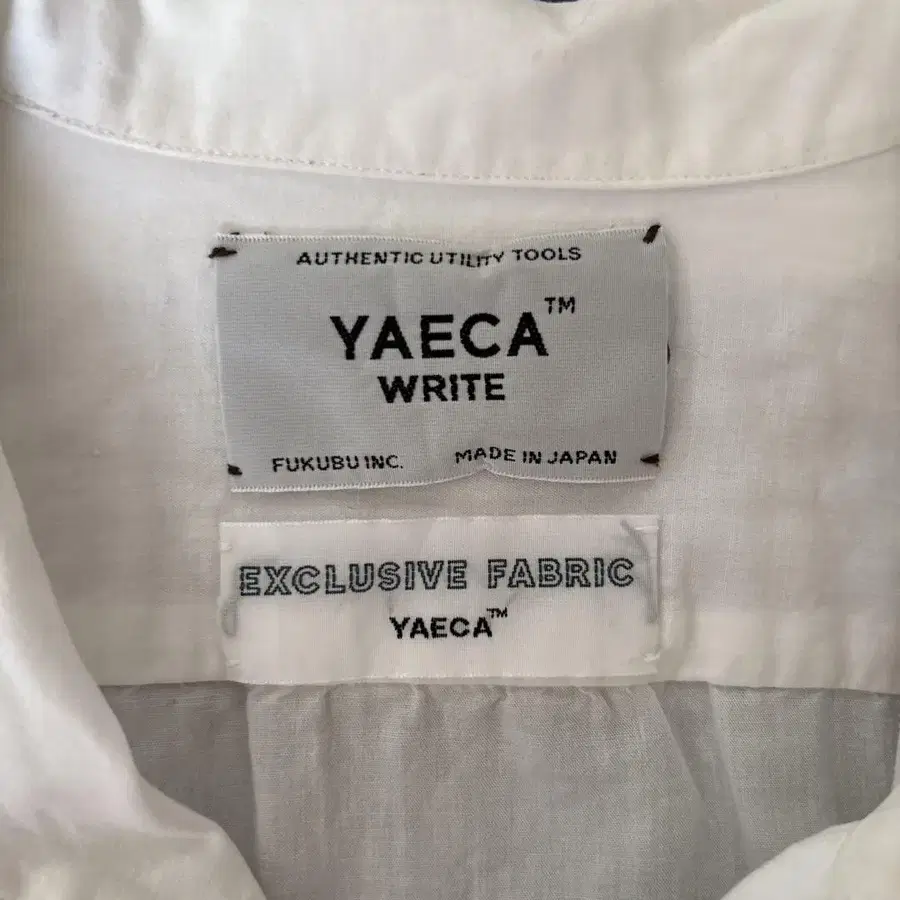 AUTHENTIC UTILITY TOOLS
YAECA™
WRITE
FUKUBU INC. MADE IN JAPAN
EXCLUSIVE FABRIC
YAECA™